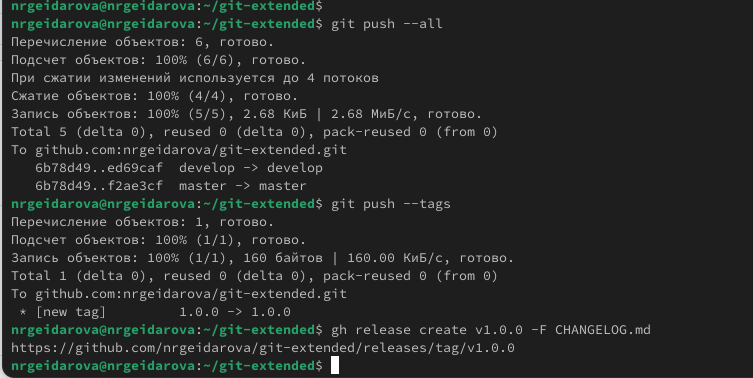 nrgeidarova@nrgeidarova:~/git-extended$
nrgeidarova@nrgeidarova:~/git-extended$ git push --all
Перечисление объектов: 6, готово.
Подсчет объектов: 100% (6/6), готово.
При сжатии изменений используется до 4 потоков
Сжатие объектов: 100% (4/4), готово.
Запись объектов: 100% (5/5), 2.68 КиБ | 2.68 МиБ/с, готово.
Total 5 (delta 0), reused 0 (delta 0), pack-reused 0 (from 0)
To github.com:nrgeidarova/git-extended.git
   6b78d49..ed69caf  develop -> develop
   6b78d49..f2ae3cf  master -> master
nrgeidarova@nrgeidarova:~/git-extended$ git push --tags
Перечисление объектов: 1, готово.
Подсчет объектов: 100% (1/1), готово.
Запись объектов: 100% (1/1), 160 байтов | 160.00 КиБ/с, готово.
Total 1 (delta 0), reused 0 (delta 0), pack-reused 0 (from 0)
To github.com:nrgeidarova/git-extended.git
 * [new tag]         1.0.0 -> 1.0.0
nrgeidarova@nrgeidarova:~/git-extended$ gh release create v1.0.0 -F CHANGELOG.md
https://github.com/nrgeidarova/git-extended/releases/tag/v1.0.0
nrgeidarova@nrgeidarova:~/git-extended$